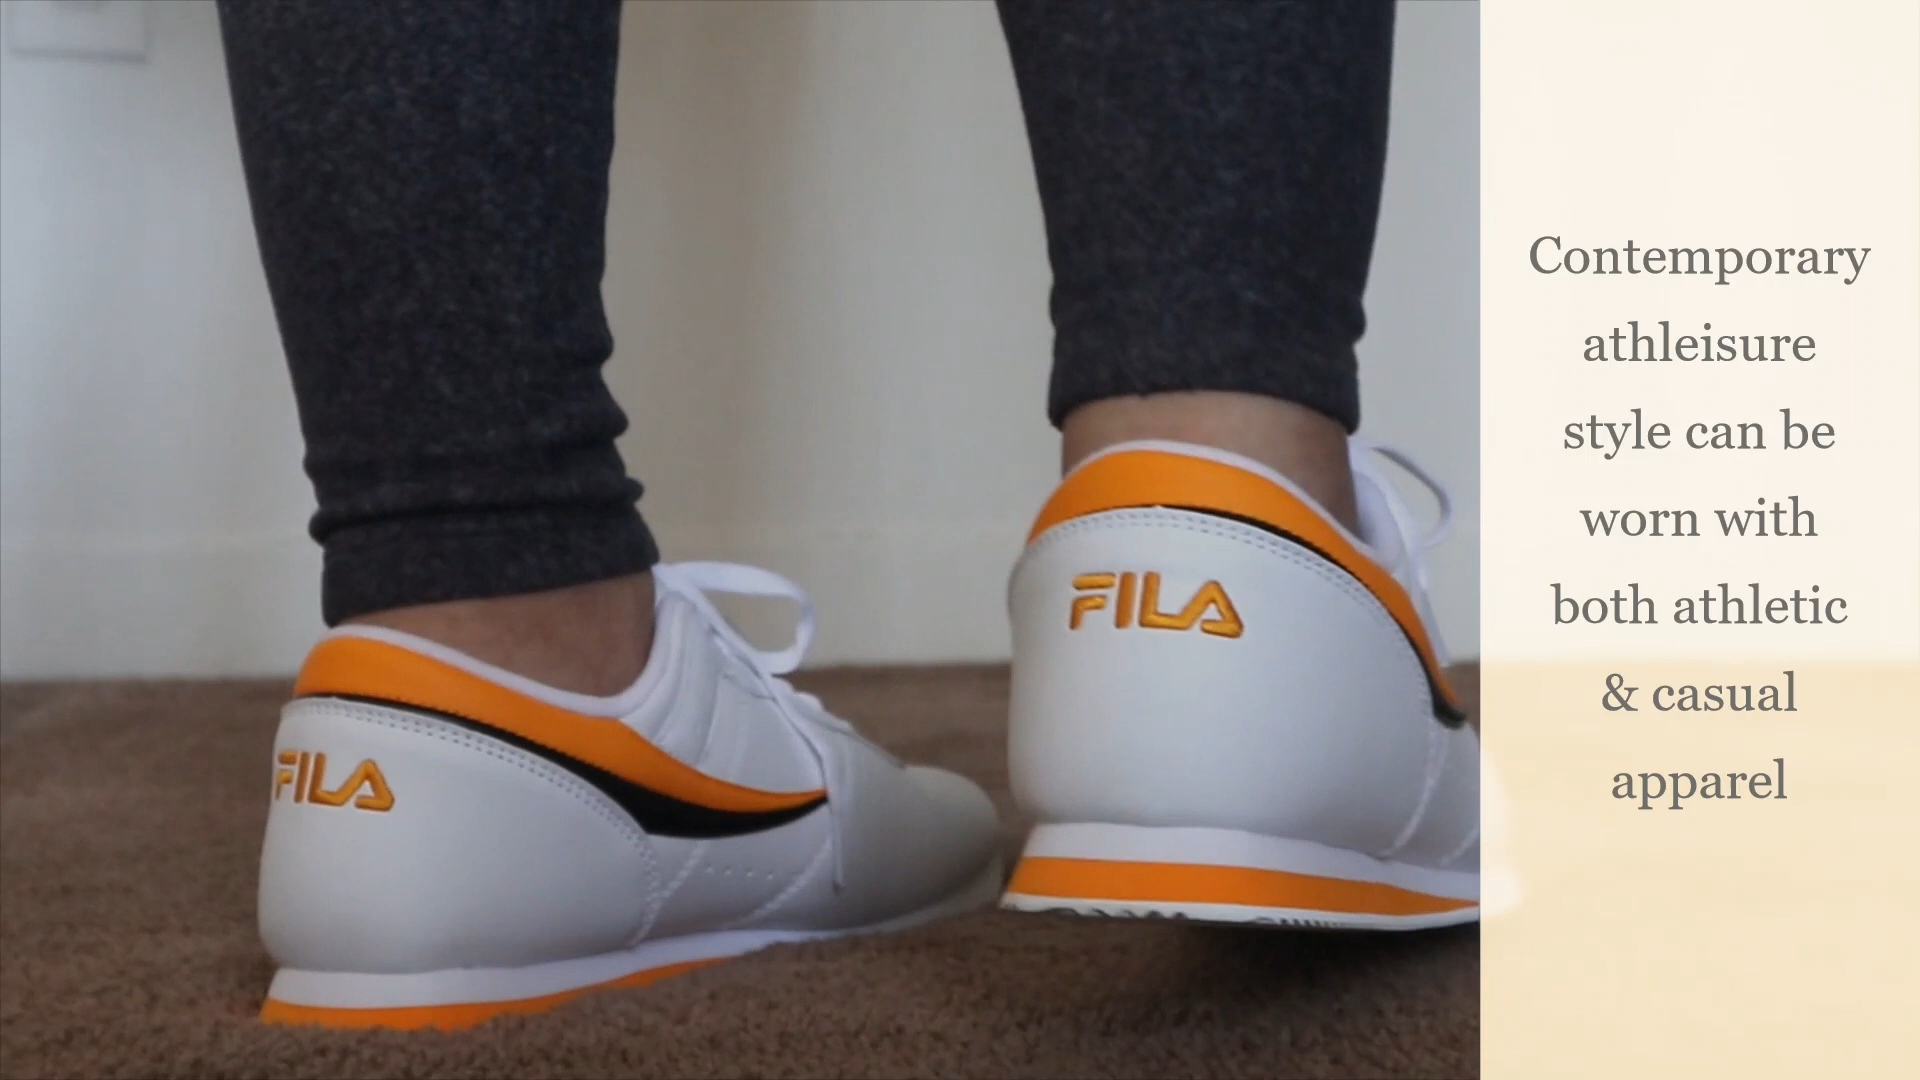 Contemporary
athleisure
style can be
worn with
both athletic
& casual
apparel
FILA
FILA